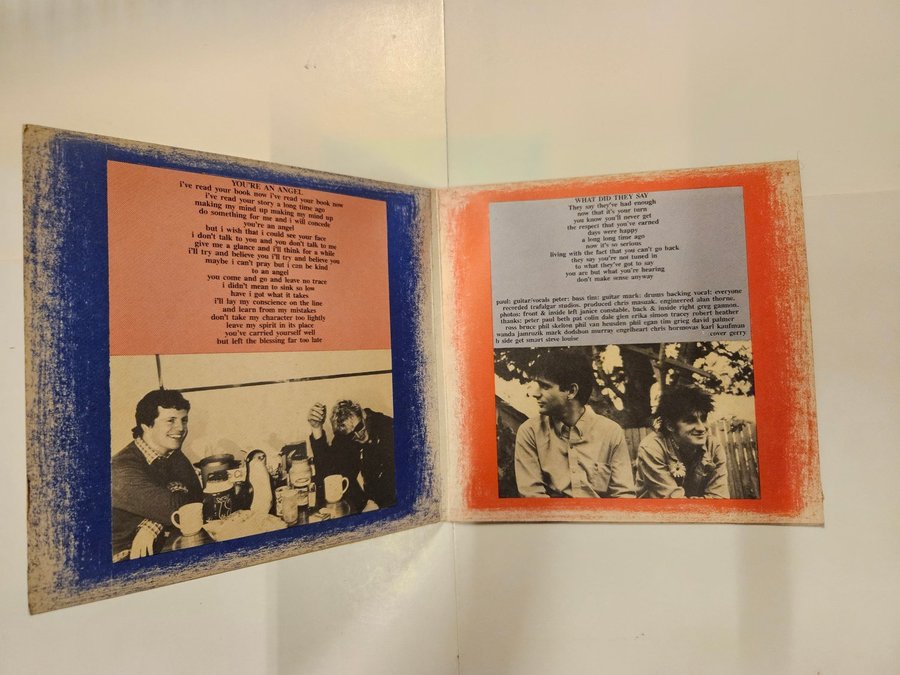 YOU'RE AN ANGEL
i've read your book now i've read your book now
i've read your story a long time ago
making my mind up making my mind up
do something for me and i will concede
you're an angel
but i wish that i could see your face
i don't talk to you and you don't talk to me
give me a glance and i'll think for a while
i'll try and believe you i'll try and believe you
maybe i can't pray but i can be kind
to an angel
you come and go and leave no trace
i didn't mean to sink so low
have i got what it takes
i'll lay my conscience on the line
and learn from my mistakes
don't take my character too lightly
leave my spirit in its place
you've carried yourself well
but left the blessing far too late
WHAT DID THEY SAY
They say they've had enough
now that it's your turn
you know you'll never get
the respect that you've earned
days were happy
a long long time ago
now it's so serious
living with the fact that you can't go back
they say you're not tuned in
to what they've got to say
you are but what you're hearing
don't make sense anyway
paul: guitar/vocals peter: bass tim: guitar mark: drums backing vocal: everyone
recorded trafalgar studios. produced chris masuak. engineered alan thorne.
photos: front & inside left janice constable, back & inside right greg gannon.
thanks: peter paul beth pat colin dale glen erika simon tracey robert heather
ross bruce phil skelton phil van heusden phil egan tim grieg david palmer
wanda jamrozik mark dodshon murray engelheart chris hormovas karl kaufman
b side get smart steve louise cover gerry